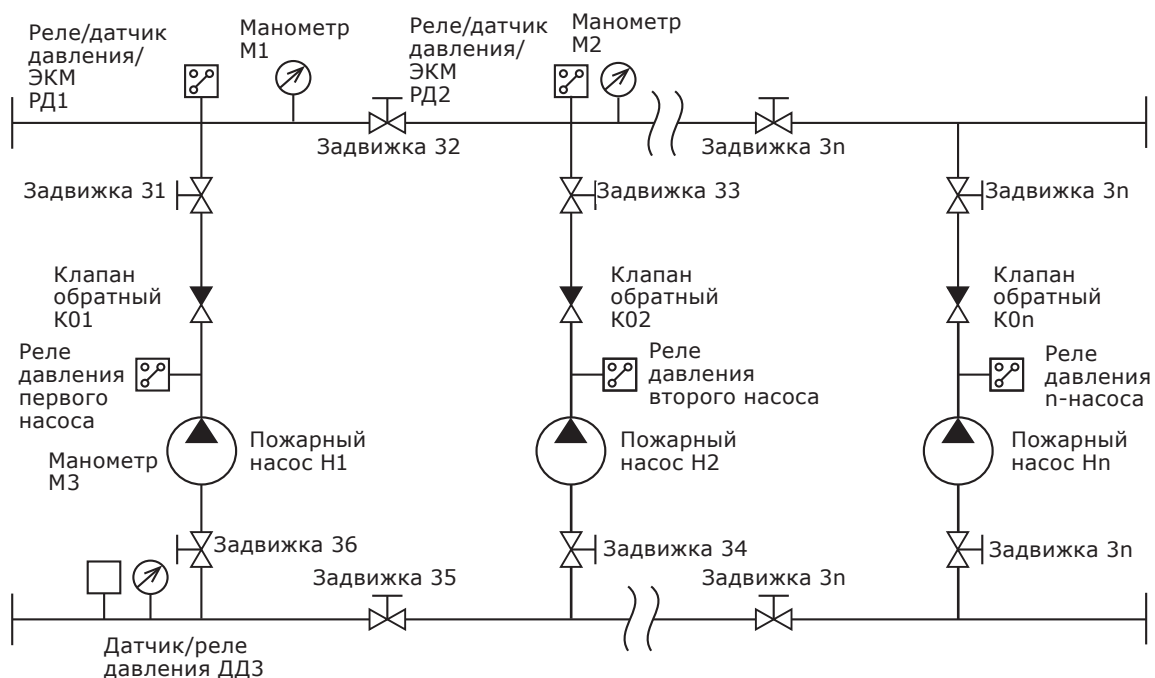 Реле/датчик
давления/
ЭКМ
РД1
Манометр
М1
Реле/датчик
давления/
ЭКМ
РД2
Манометр
М2
Задвижка 32
Задвижка 3n
Задвижка 31
Задвижка 33
Задвижка 3n
Клапан
обратный
К01
Клапан
обратный
К02
Клапан
обратный
К0n
Реле
давления
первого
насоса
Реле
давления
второго насоса
Реле
давления
n-насоса
Манометр
М3
Пожарный
насос Н1
Пожарный
насос Н2
Пожарный
насос Нn
Задвижка 36
Задвижка 34
Задвижка 3n
Задвижка 35
Задвижка 3n
Датчик/реле
давления ДД3